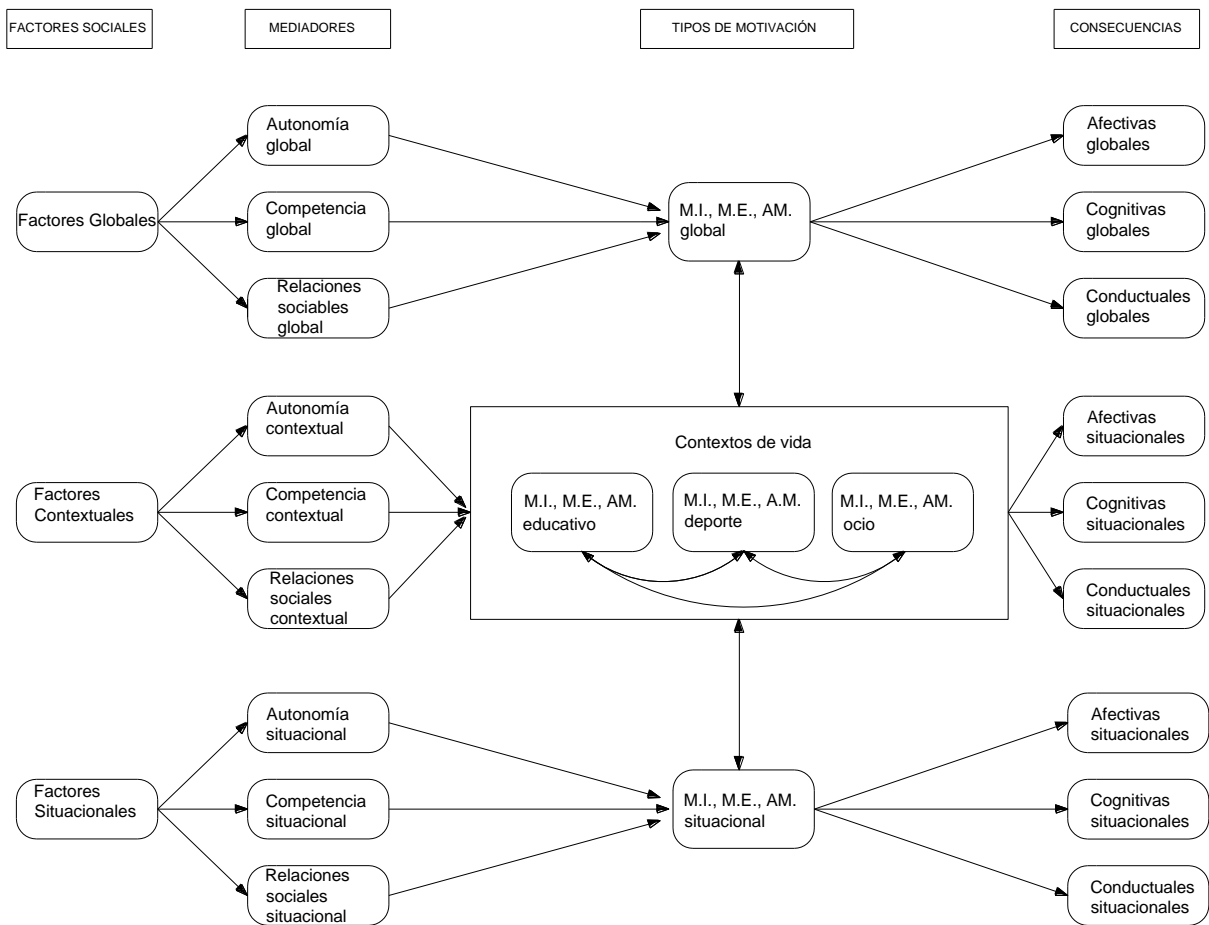 FACTORES SOCIALES
MEDIADORES
TIPOS DE MOTIVACIÓN
CONSECUENCIAS
Autonomía
global
Afectivas
globales
Factores Globales
Competencia
global
M.I., M.E., AM.
global
Cognitivas
globales
Relaciones
sociables
global
Conductuales
globales
Autonomía
contextual
Afectivas
situacionales
Contextos de vida
Factores
Contextuales
Competencia
contextual
M.I., M.E., AM.
educativo
M.I., M.E., A.M.
deporte
M.I., M.E., AM.
ocio
Cognitivas
situacionales
Relaciones
sociales
contextual
Conductuales
situacionales
Autonomía
situacional
Afectivas
situacionales
Factores
Situacionales
Competencia
situacional
M.I., M.E., AM.
situacional
Cognitivas
situacionales
Relaciones
sociales
situacional
Conductuales
situacionales